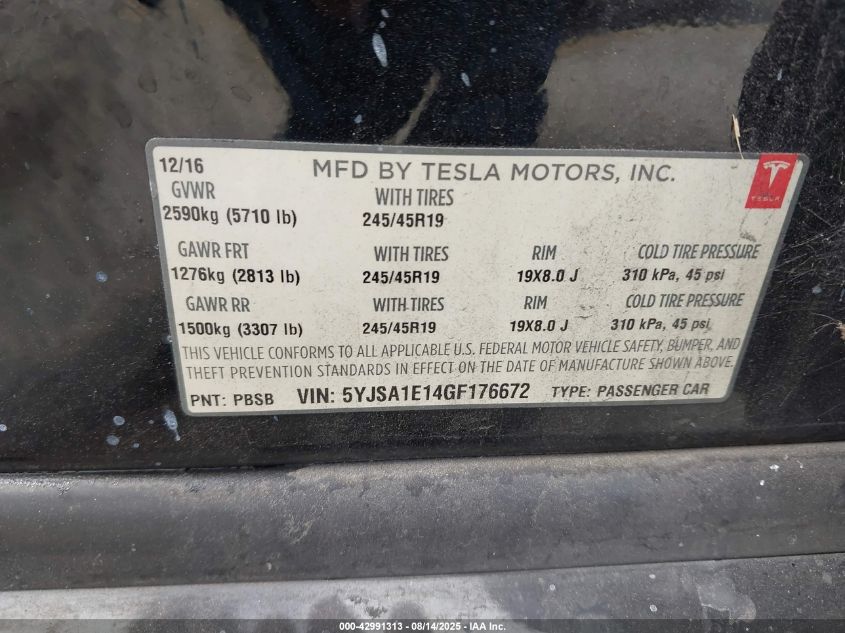 12/16 MFD BY TESLA MOTORS, INC.
TESLA
GVWR WITH TIRES
2590kg (5710 lb) 245/45R19
GAWR FRT WITH TIRES RIM COLD TIRE PRESSURE
1276kg (2813 lb) 245/45R19 19X8.0 J 310 kPa, 45 psi
GAWR RR WITH TIRES RIM COLD TIRE PRESSURE
1500kg (3307 lb) 245/45R19 19X8.0 J 310 kPa, 45 psi
THIS VEHICLE CONFORMS TO ALL APPLICABLE U.S. FEDERAL MOTOR VEHICLE SAFETY, BUMPER, AND
THEFT PREVENTION STANDARDS IN EFFECT ON THE DATE OF MANUFACTURE SHOWN ABOVE.
PNT: PBSB VIN: 5YJSA1E14GF176672 TYPE: PASSENGER CAR
000-42991313 - 08/14/2025 - IAA Inc.